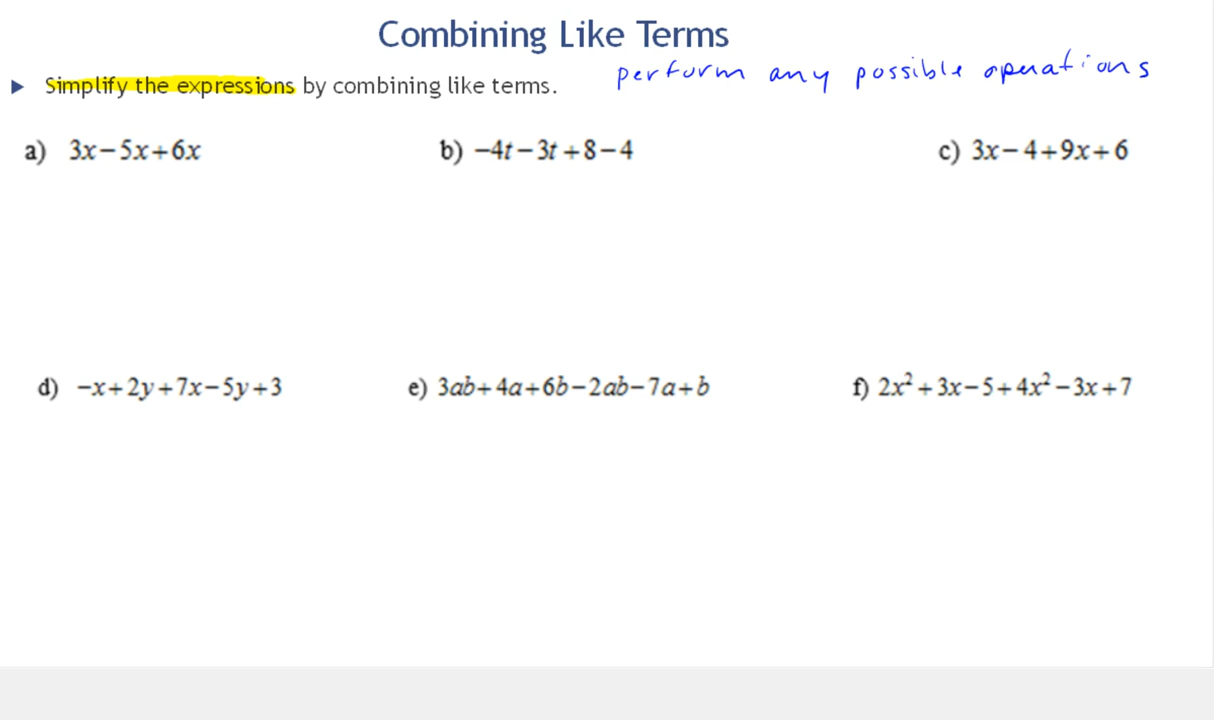 Combining Like Terms
▶ Simplify the expressions by combining like terms. perform any possible operations
a) 3x−5x+6x b) −4t−3t+8−4 c) 3x−4+9x+6
d) −x+2y+7x−5y+3 e) 3ab+4a+6b−2ab−7a+b f) 2x²+3x−5+4x²−3x+7